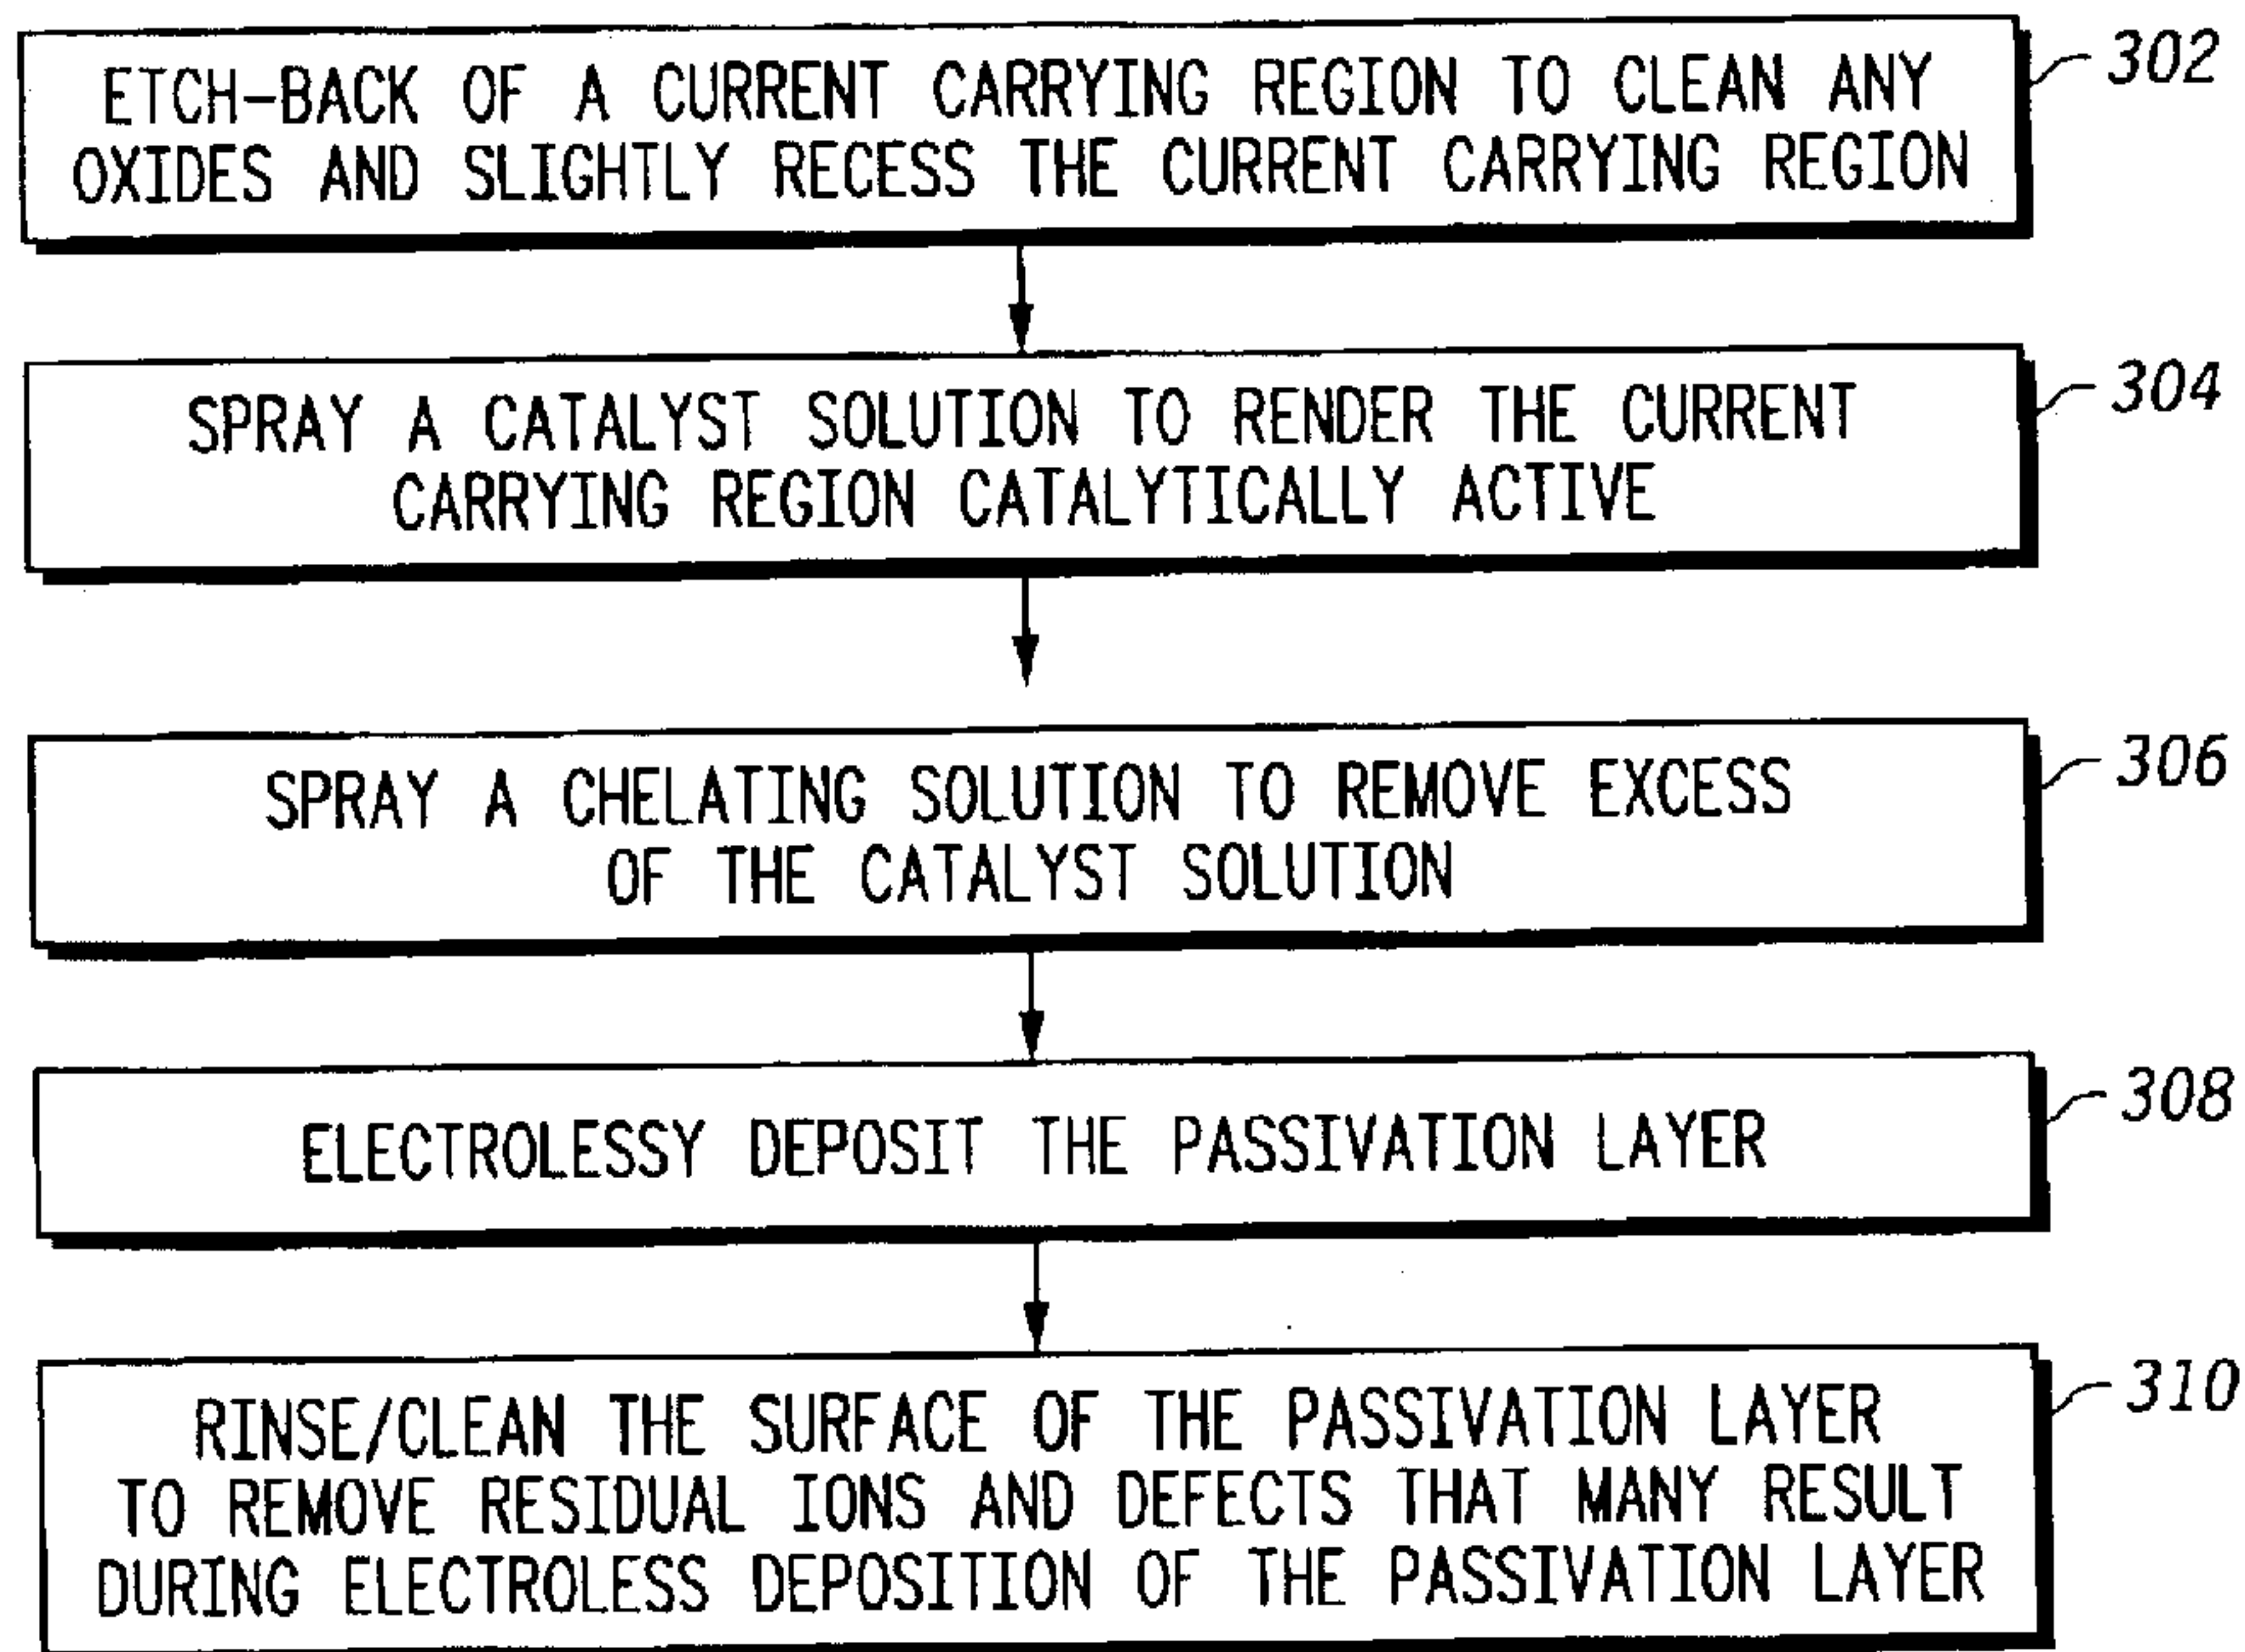 ETCH-BACK OF A CURRENT CARRYING REGION TO CLEAN ANY
OXIDES AND SLIGHTLY RECESS THE CURRENT CARRYING REGION
302
SPRAY A CATALYST SOLUTION TO RENDER THE CURRENT
CARRYING REGION CATALYTICALLY ACTIVE
304
SPRAY A CHELATING SOLUTION TO REMOVE EXCESS
OF THE CATALYST SOLUTION
306
ELECTROLESSY DEPOSIT THE PASSIVATION LAYER
308
RINSE/CLEAN THE SURFACE OF THE PASSIVATION LAYER
TO REMOVE RESIDUAL IONS AND DEFECTS THAT MANY RESULT
DURING ELECTROLESS DEPOSITION OF THE PASSIVATION LAYER
310